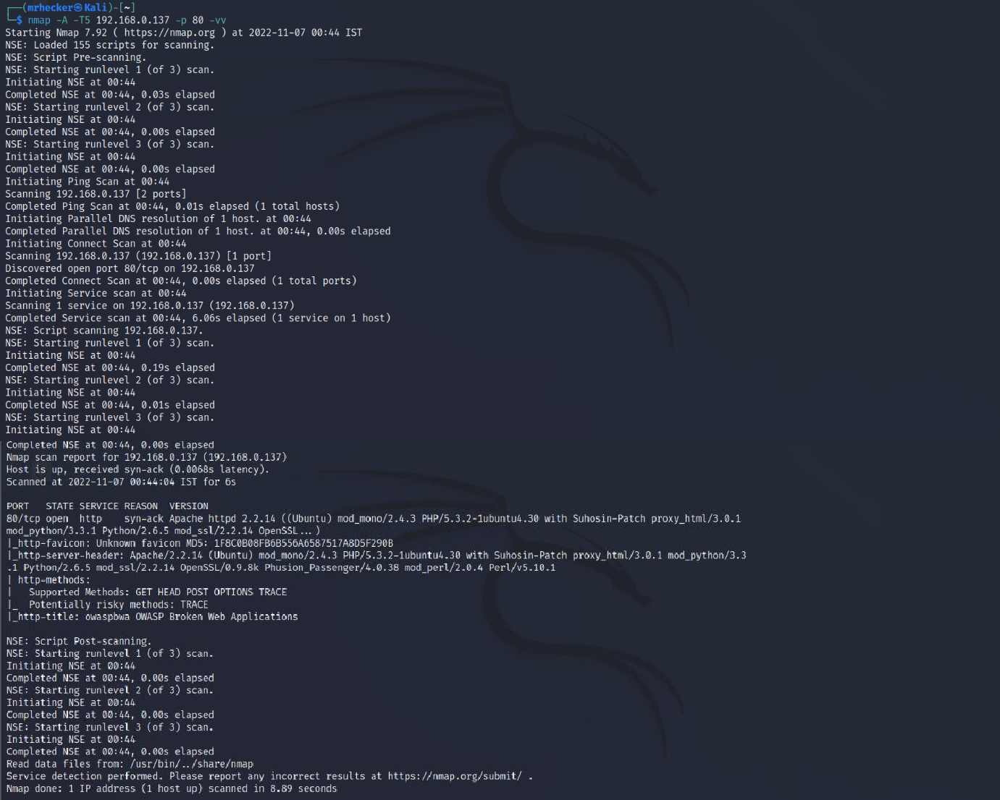 ┌──(mrhecker㉿Kali)-[~]
└─$ nmap -A -T5 192.168.0.137 -p 80 -vv
Starting Nmap 7.92 ( https://nmap.org ) at 2022-11-07 00:44 IST
NSE: Loaded 155 scripts for scanning.
NSE: Script Pre-scanning.
NSE: Starting runlevel 1 (of 3) scan.
Initiating NSE at 00:44
Completed NSE at 00:44, 0.03s elapsed
NSE: Starting runlevel 2 (of 3) scan.
Initiating NSE at 00:44
Completed NSE at 00:44, 0.00s elapsed
NSE: Starting runlevel 3 (of 3) scan.
Initiating NSE at 00:44
Completed NSE at 00:44, 0.00s elapsed
Initiating Ping Scan at 00:44
Scanning 192.168.0.137 [2 ports]
Completed Ping Scan at 00:44, 0.01s elapsed (1 total hosts)
Initiating Parallel DNS resolution of 1 host. at 00:44
Completed Parallel DNS resolution of 1 host. at 00:44, 0.00s elapsed
Initiating Connect Scan at 00:44
Scanning 192.168.0.137 (192.168.0.137) [1 port]
Discovered open port 80/tcp on 192.168.0.137
Completed Connect Scan at 00:44, 0.00s elapsed (1 total ports)
Initiating Service scan at 00:44
Scanning 1 service on 192.168.0.137 (192.168.0.137)
Completed Service scan at 00:44, 6.06s elapsed (1 service on 1 host)
NSE: Script scanning 192.168.0.137.
NSE: Starting runlevel 1 (of 3) scan.
Initiating NSE at 00:44
Completed NSE at 00:44, 0.19s elapsed
NSE: Starting runlevel 2 (of 3) scan.
Initiating NSE at 00:44
Completed NSE at 00:44, 0.01s elapsed
NSE: Starting runlevel 3 (of 3) scan.
Initiating NSE at 00:44
Completed NSE at 00:44, 0.00s elapsed
Nmap scan report for 192.168.0.137 (192.168.0.137)
Host is up, received syn-ack (0.0068s latency).
Scanned at 2022-11-07 00:44:04 IST for 6s

PORT   STATE SERVICE REASON  VERSION
80/tcp open  http    syn-ack Apache httpd 2.2.14 ((Ubuntu) mod_mono/2.4.3 PHP/5.3.2-1ubuntu4.30 with Suhosin-Patch proxy_html/3.0.1
mod_python/3.3.1 Python/2.6.5 mod_ssl/2.2.14 OpenSSL...)
|_http-favicon: Unknown favicon MD5: 1F8C0B08FB6B556A6587517A8D5F290B
|_http-server-header: Apache/2.2.14 (Ubuntu) mod_mono/2.4.3 PHP/5.3.2-1ubuntu4.30 with Suhosin-Patch proxy_html/3.0.1 mod_python/3.3
.1 Python/2.6.5 mod_ssl/2.2.14 OpenSSL/0.9.8k Phusion_Passenger/4.0.38 mod_perl/2.0.4 Perl/v5.10.1
| http-methods:
|   Supported Methods: GET HEAD POST OPTIONS TRACE
|_  Potentially risky methods: TRACE
|_http-title: owaspbwa OWASP Broken Web Applications

NSE: Script Post-scanning.
NSE: Starting runlevel 1 (of 3) scan.
Initiating NSE at 00:44
Completed NSE at 00:44, 0.00s elapsed
NSE: Starting runlevel 2 (of 3) scan.
Initiating NSE at 00:44
Completed NSE at 00:44, 0.00s elapsed
NSE: Starting runlevel 3 (of 3) scan.
Initiating NSE at 00:44
Completed NSE at 00:44, 0.00s elapsed
Read data files from: /usr/bin/../share/nmap
Service detection performed. Please report any incorrect results at https://nmap.org/submit/ .
Nmap done: 1 IP address (1 host up) scanned in 8.89 seconds